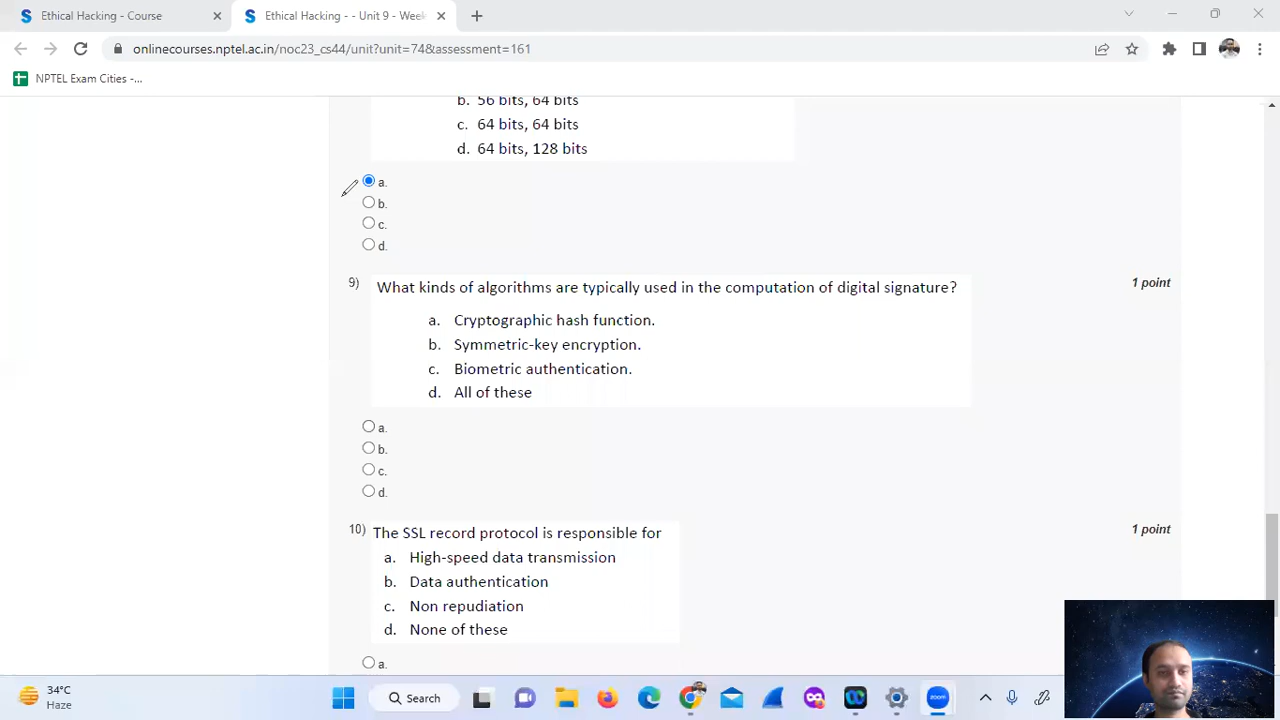 Ethical Hacking - Course
Ethical Hacking - - Unit 9 - Week
onlinecourses.nptel.ac.in/noc23_cs44/unit?unit=74&assessment=161
NPTEL Exam Cities -...
b. 56 bits, 64 bits
c. 64 bits, 64 bits
d. 64 bits, 128 bits
a.
b.
c.
d.
9) What kinds of algorithms are typically used in the computation of digital signature? 1 point
a. Cryptographic hash function.
b. Symmetric-key encryption.
c. Biometric authentication.
d. All of these
a.
b.
c.
d.
10) The SSL record protocol is responsible for 1 point
a. High-speed data transmission
b. Data authentication
c. Non repudiation
d. None of these
a.
34°C
Haze
Search
zoom